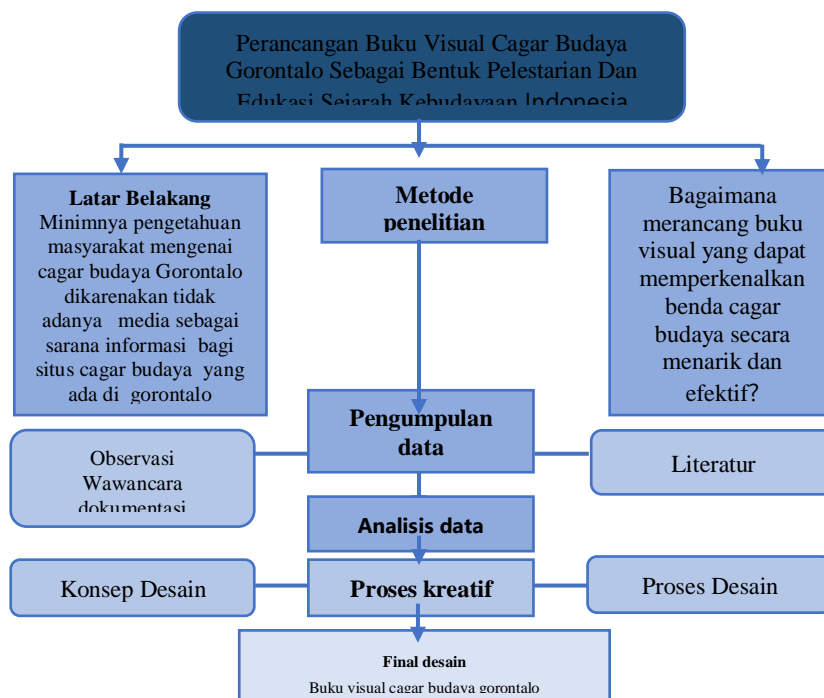 Perancangan Buku Visual Cagar Budaya
Gorontalo Sebagai Bentuk Pelestarian Dan
Edukasi Sejarah Kebudayaan Indonesia
Latar Belakang
Minimnya pengetahuan
masyarakat mengenai
cagar budaya Gorontalo
dikarenakan tidak
adanya media sebagai
sarana informasi bagi
situs cagar budaya yang
ada di gorontalo
Metode
penelitian
Bagaimana
merancang buku
visual yang dapat
memperkenalkan
benda cagar
budaya secara
menarik dan
efektif?
Pengumpulan
data
Observasi
Wawancara
dokumentasi
Literatur
Analisis data
Konsep Desain
Proses kreatif
Proses Desain
Final desain
Buku visual cagar budaya gorontalo